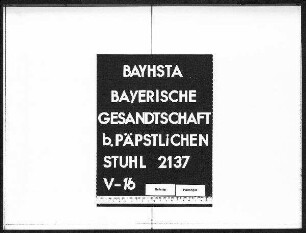 BAYHSTA
BAYERISCHE
GESANDTSCHAFT
b. PÄPSTLiCHEN
STUHL 2137
V-16